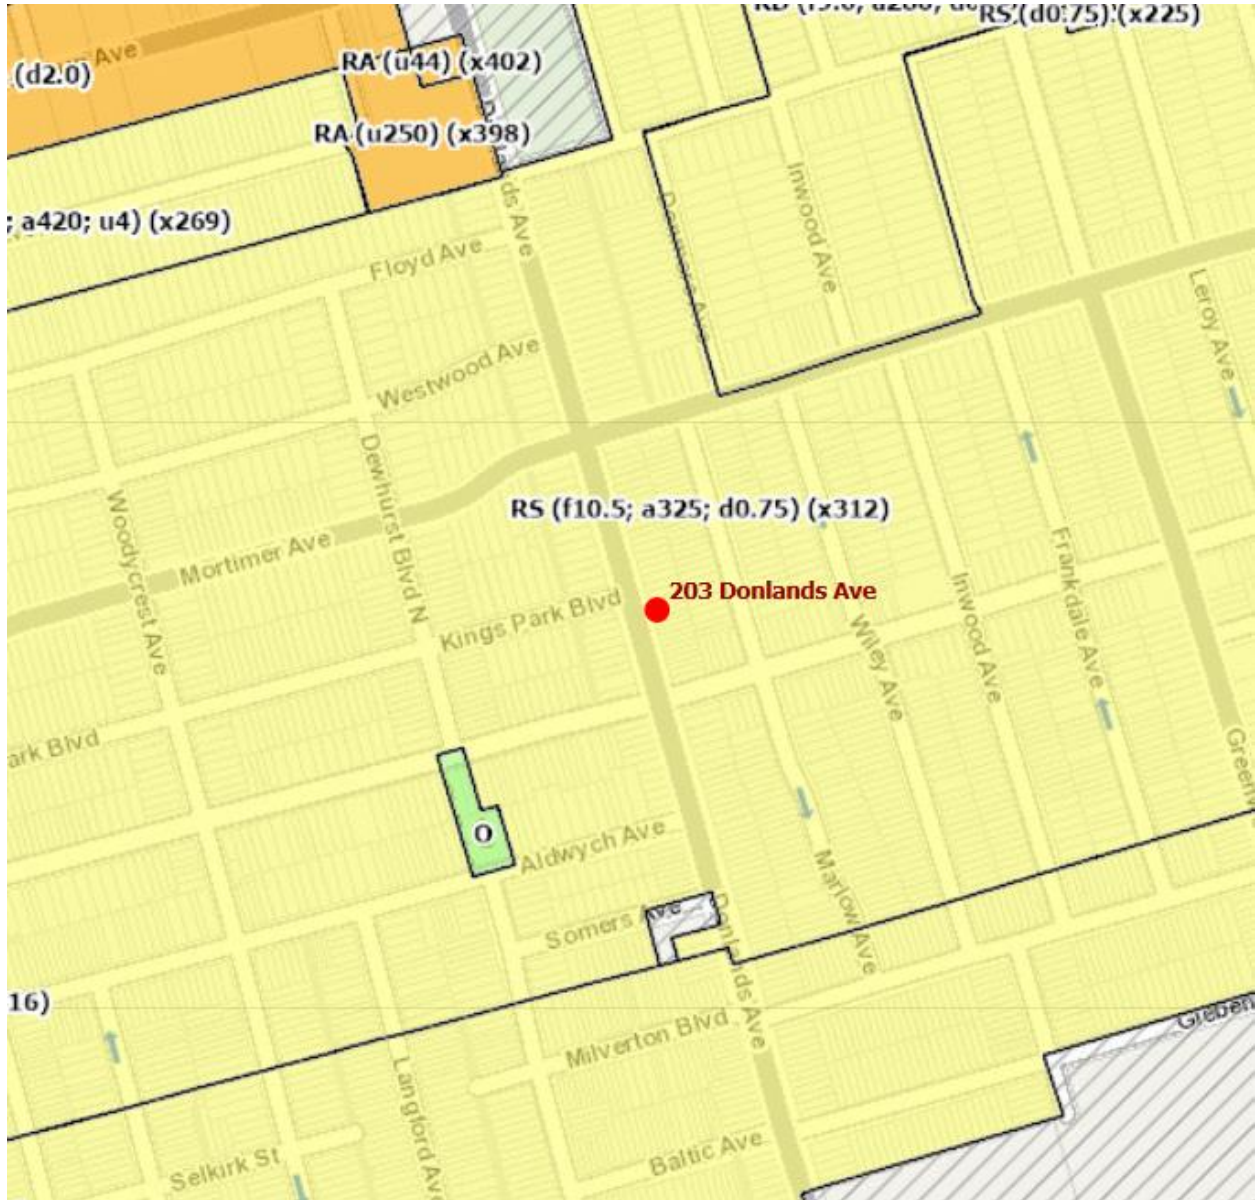 RS (d0.75) (x225)
RA (u44) (x402)
(d2.0)
Ave
RA (u250) (x398)
; a420; u4) (x269)
Floyd Ave
Inwood Ave
Leroy Ave
Westwood Ave
Dewhurst Blvd N
Woodycrest Ave
Mortimer Ave
RS (f10.5; a325; d0.75) (x312)
203 Donlands Ave
Kings Park Blvd
Frankdale Ave
Inwood Ave
Wiley Ave
ark Blvd
O
Aldwych Ave
Marlow Ave
Somers Ave
Donlands Ave
16)
Milverton Blvd
Langford Ave
Baltic Ave
Selkirk St